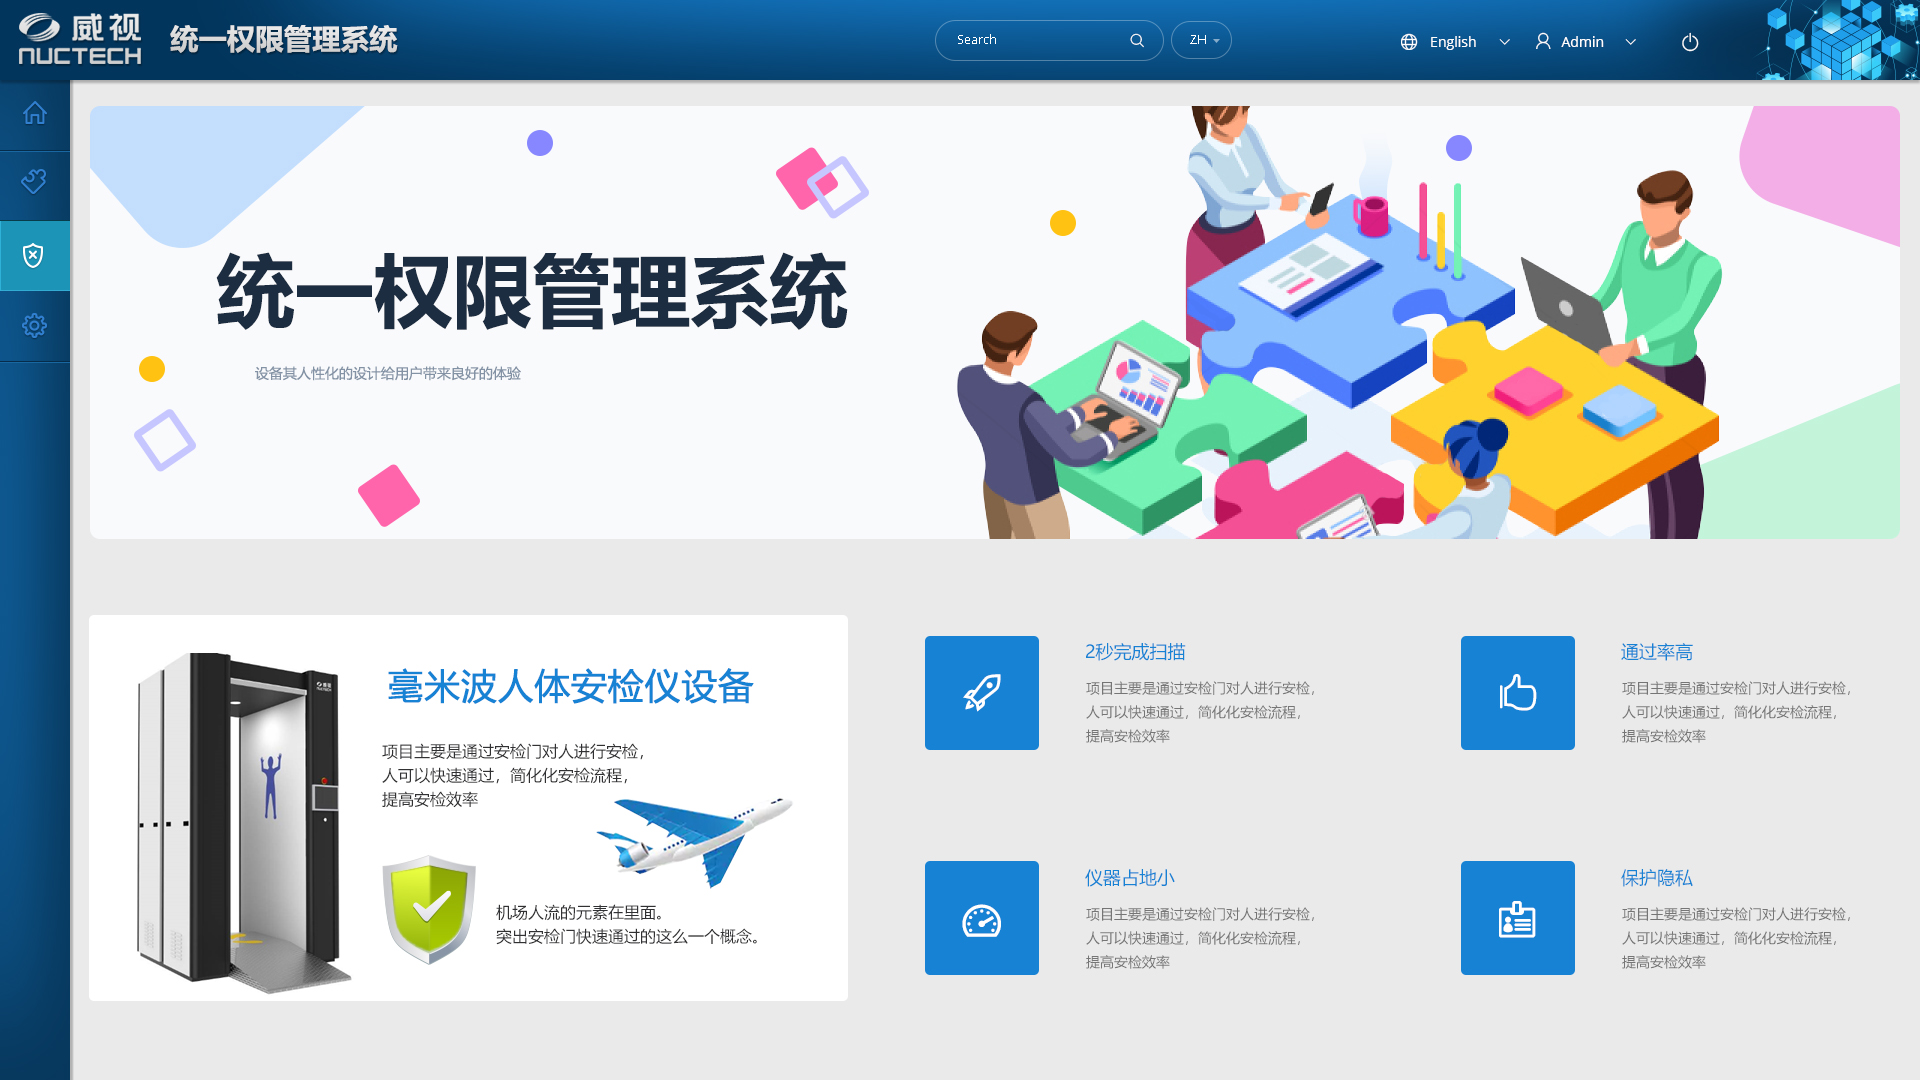 威视
NUCTECH
统一权限管理系统
Search
ZH
English
Admin
统一权限管理系统
设备其人性化的设计给用户带来良好的体验
威视
NUCTECH
毫米波人体安检仪设备
项目主要是通过安检门对人进行安检，
人可以快速通过，简化化安检流程，
提高安检效率
机场人流的元素在里面。
突出安检门快速通过的这么一个概念。
2秒完成扫描
项目主要是通过安检门对人进行安检，
人可以快速通过，简化化安检流程，
提高安检效率
通过率高
项目主要是通过安检门对人进行安检，
人可以快速通过，简化化安检流程，
提高安检效率
仪器占地小
项目主要是通过安检门对人进行安检，
人可以快速通过，简化化安检流程，
提高安检效率
保护隐私
项目主要是通过安检门对人进行安检，
人可以快速通过，简化化安检流程，
提高安检效率